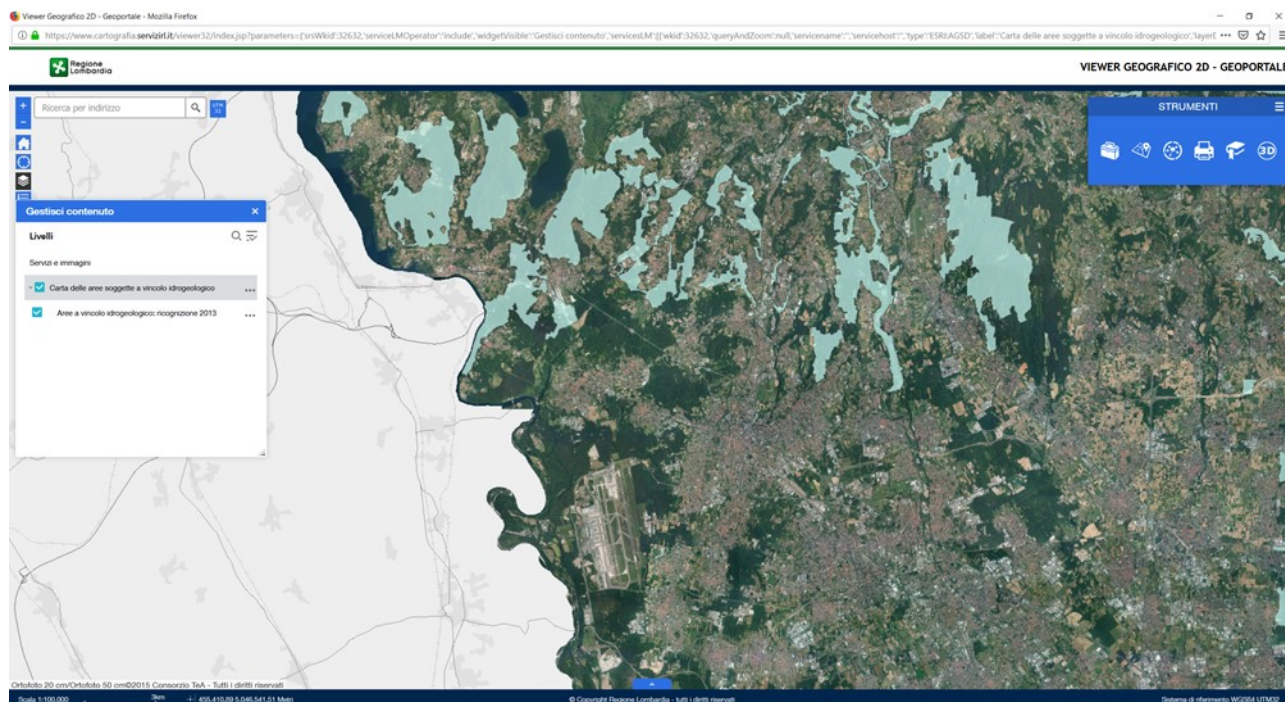 Viewer Geografico 2D - Geoportale - Mozilla Firefox
https://www.cartografia.servizirl.it/viewer32/index.jsp?parameters={'srsWkid':32632,'serviceLMOperator':'include','widgetVisible':'Gestisci contenuto','servicesLM':[{'wkid':32632,'queryAndZoom':null,'servicename':'','servicehost':'','type':'ESRI:AGSD','label':'Carta delle aree soggette a vincolo idrogeologico','layerI
Regione
Lombardia
VIEWER GEOGRAFICO 2D - GEOPORTALE
Ricerca per indirizzo
UTM
32
STRUMENTI
3D
Gestisci contenuto
Livelli
Servizi e immagini
Carta delle aree soggette a vincolo idrogeologico
Aree a vincolo idrogeologico: ricognizione 2013
Ortofoto 20 cm/Ortofoto 50 cm©2015 Consorzio TeA - Tutti i diritti riservati
Scala 1:100.000
3km
455.410,89 5.046.541,51 Metri
© Copyright Regione Lombardia - tutti i diritti riservati
Sistema di riferimento WGS84 UTM32